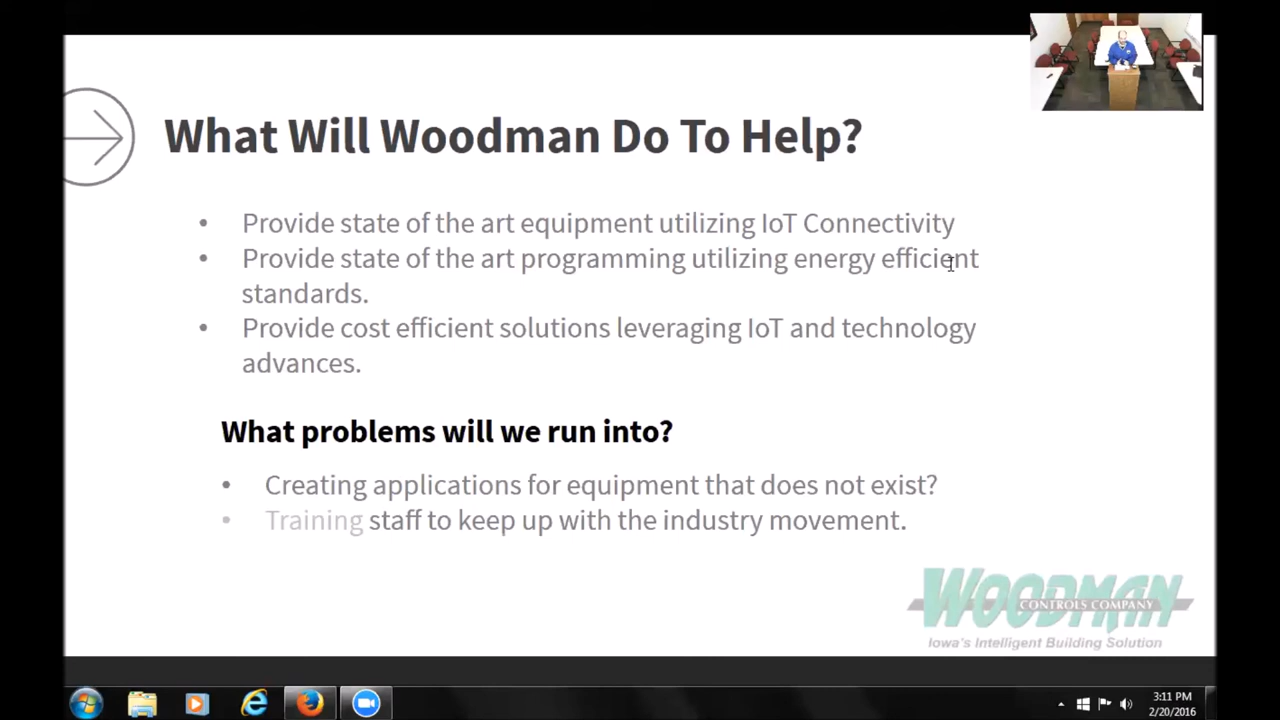 What Will Woodman Do To Help?
• Provide state of the art equipment utilizing IoT Connectivity
• Provide state of the art programming utilizing energy efficient
standards.
• Provide cost efficient solutions leveraging IoT and technology
advances.
What problems will we run into?
• Creating applications for equipment that does not exist?
• Training staff to keep up with the industry movement.
WOODMAN
CONTROLS COMPANY
Iowa's Intelligent Building Solution
3:11 PM
2/20/2016